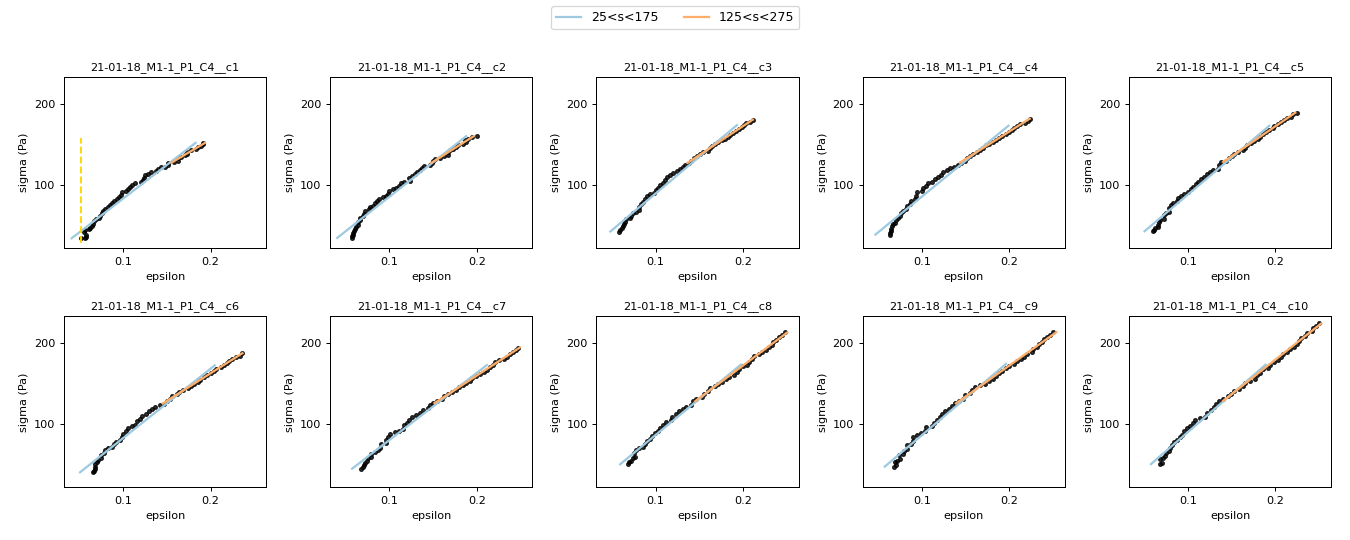 25<s<175 125<s<275
21-01-18_M1-1_P1_C4__c1 21-01-18_M1-1_P1_C4__c2 21-01-18_M1-1_P1_C4__c3 21-01-18_M1-1_P1_C4__c4 21-01-18_M1-1_P1_C4__c5
200 200 200 200 200
sigma (Pa) sigma (Pa) sigma (Pa) sigma (Pa) sigma (Pa)
100 100 100 100 100
0.1 0.2 0.1 0.2 0.1 0.2 0.1 0.2 0.1 0.2
epsilon epsilon epsilon epsilon epsilon
21-01-18_M1-1_P1_C4__c6 21-01-18_M1-1_P1_C4__c7 21-01-18_M1-1_P1_C4__c8 21-01-18_M1-1_P1_C4__c9 21-01-18_M1-1_P1_C4__c10
200 200 200 200 200
sigma (Pa) sigma (Pa) sigma (Pa) sigma (Pa) sigma (Pa)
100 100 100 100 100
0.1 0.2 0.1 0.2 0.1 0.2 0.1 0.2 0.1 0.2
epsilon epsilon epsilon epsilon epsilon